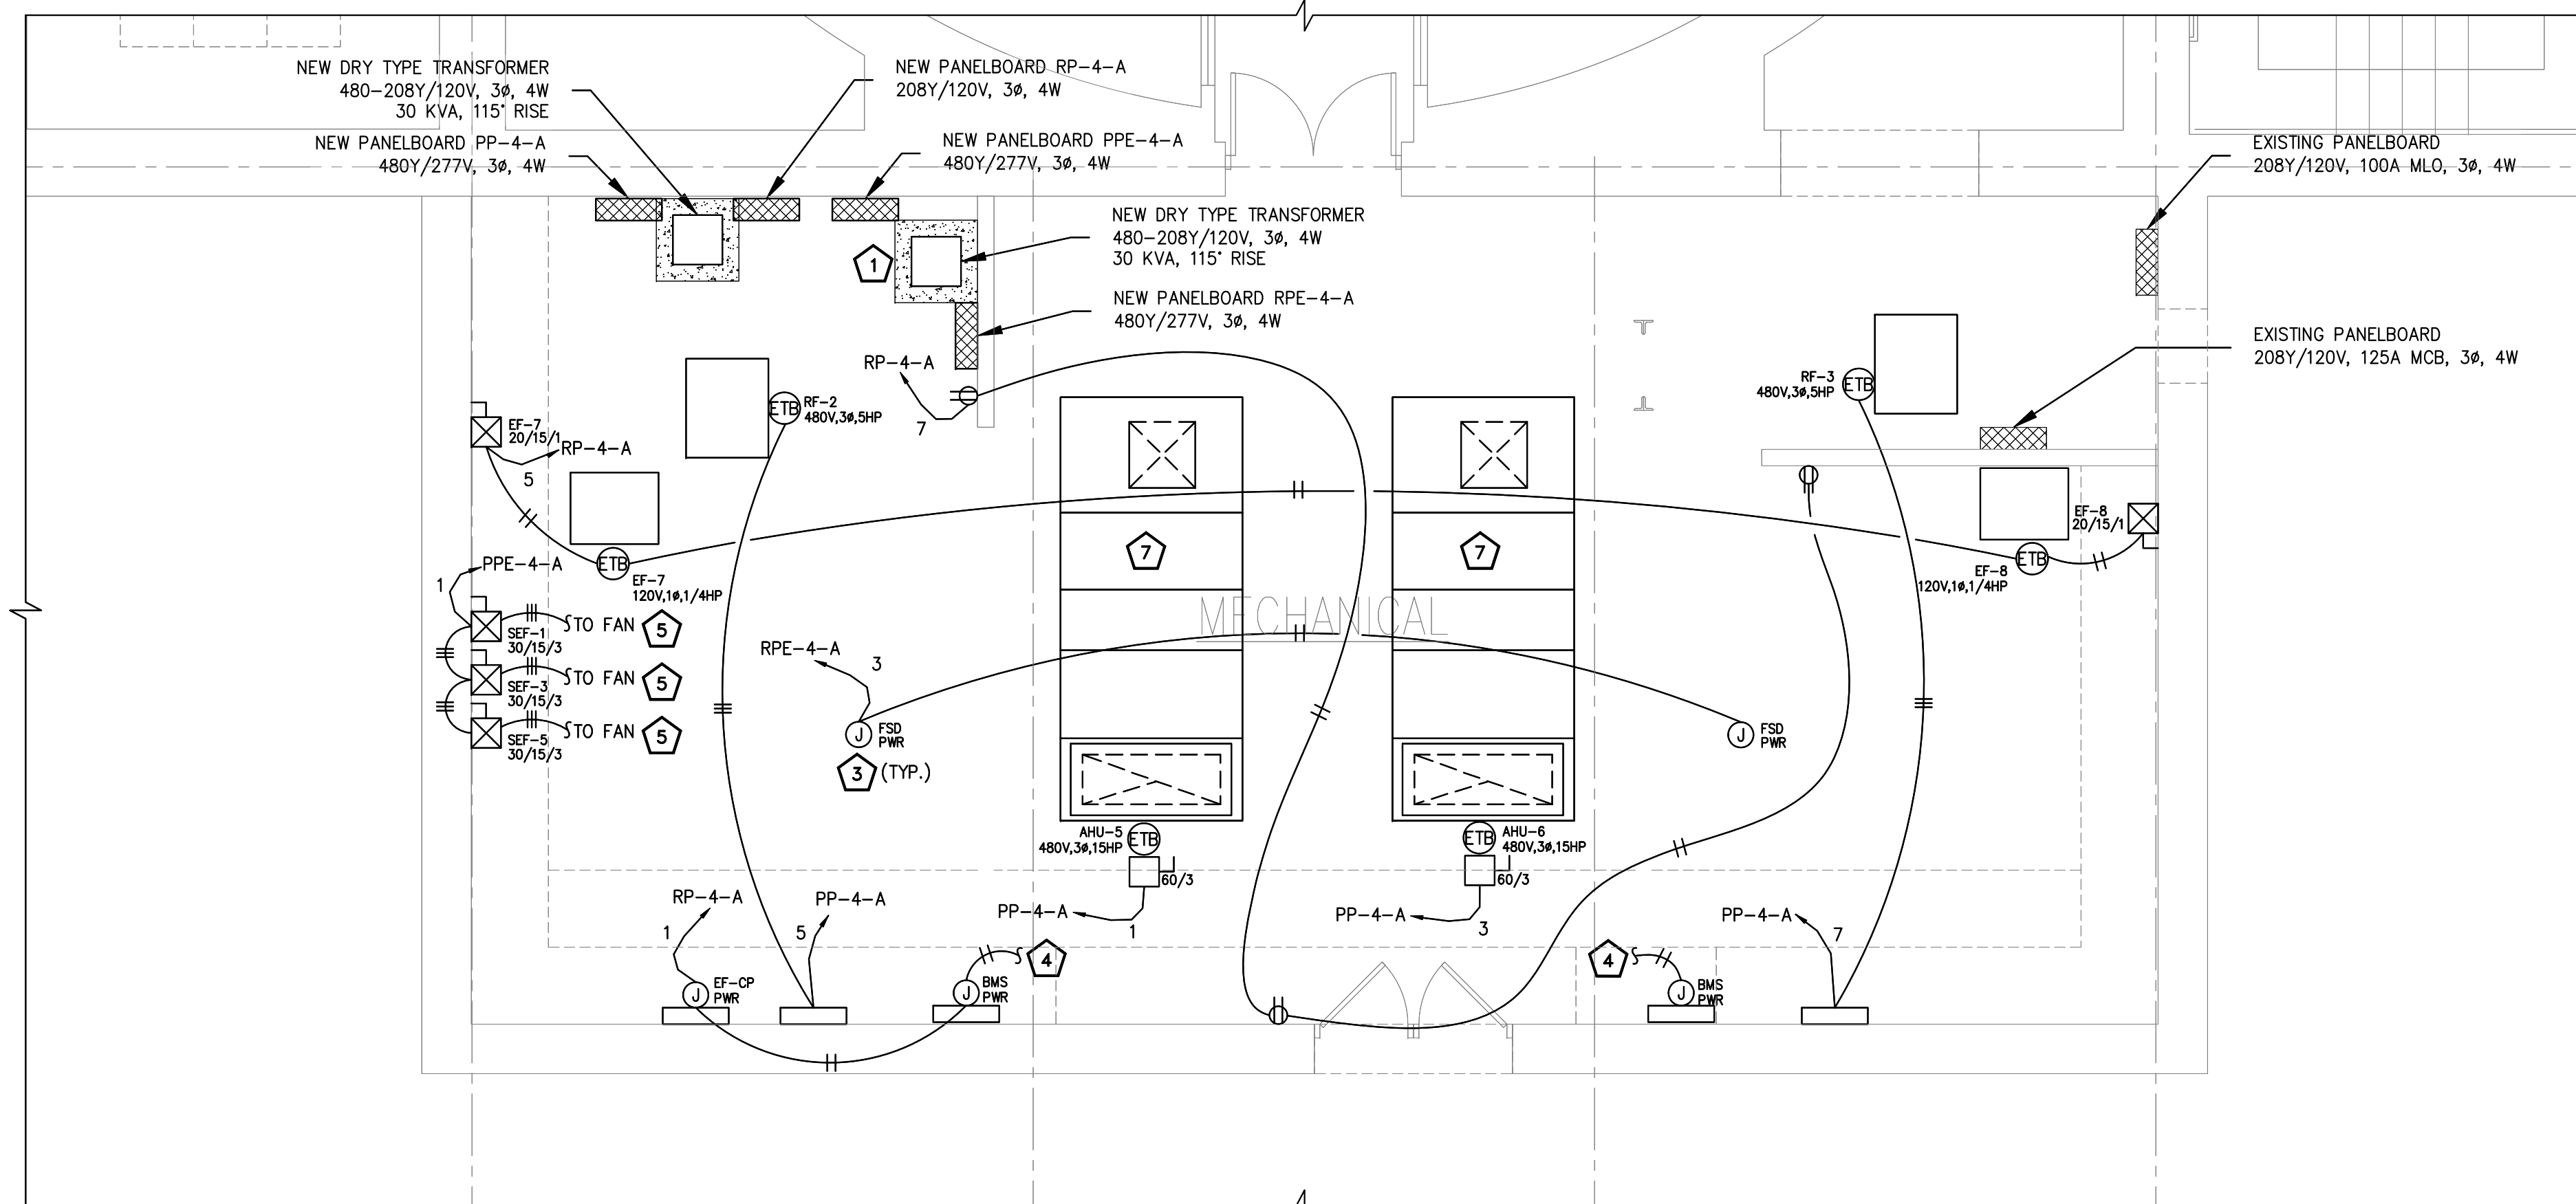 NEW DRY TYPE TRANSFORMER
480-208Y/120V, 3ø, 4W
30 KVA, 115° RISE
NEW PANELBOARD RP-4-A
208Y/120V, 3ø, 4W
NEW PANELBOARD PP-4-A
480Y/277V, 3ø, 4W
NEW PANELBOARD PPE-4-A
480Y/277V, 3ø, 4W
EXISTING PANELBOARD
208Y/120V, 100A MLO, 3ø, 4W
NEW DRY TYPE TRANSFORMER
480-208Y/120V, 3ø, 4W
30 KVA, 115° RISE
1
NEW PANELBOARD RPE-4-A
480Y/277V, 3ø, 4W
EXISTING PANELBOARD
208Y/120V, 125A MCB, 3ø, 4W
RP-4-A
7
ETB
RF-2
480V,3ø,5HP
RF-3
480V,3ø,5HP
ETB
EF-7
20/15/1
RP-4-A
5
EF-8
20/15/1
7
7
PPE-4-A
1
ETB
EF-7
120V,1ø,1/4HP
ETB
EF-8
120V,1ø,1/4HP
MECHANICAL
SEF-1
30/15/3
TO FAN
5
SEF-3
30/15/3
TO FAN
5
SEF-5
30/15/3
TO FAN
5
RPE-4-A
3
J
FSD
PWR
3
(TYP.)
J
FSD
PWR
AHU-5
480V,3ø,15HP
ETB
60/3
ETB
AHU-6
480V,3ø,15HP
60/3
RP-4-A
1
PP-4-A
5
PP-4-A
1
PP-4-A
3
PP-4-A
7
J
EF-CP
PWR
J
BMS
PWR
4
4
J
BMS
PWR